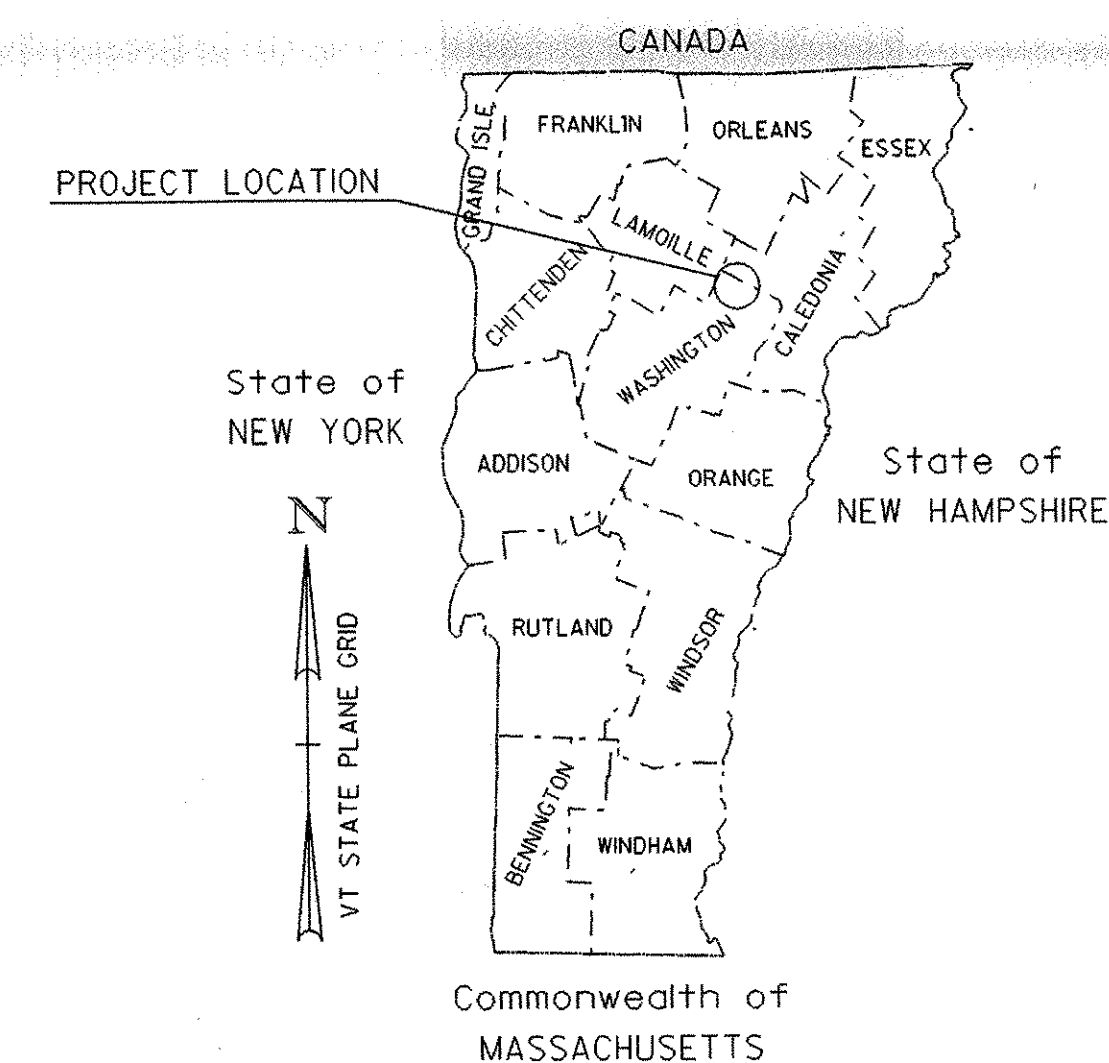 CANADA
FRANKLIN
ORLEANS
ESSEX
GRAND ISLE
PROJECT LOCATION
LAMOILLE
CHITTENDEN
CALEDONIA
WASHINGTON
State of
NEW YORK
ADDISON
ORANGE
State of
NEW HAMPSHIRE
N
VT STATE PLANE GRID
RUTLAND
WINDSOR
BENNINGTON
WINDHAM
Commonwealth of
MASSACHUSETTS